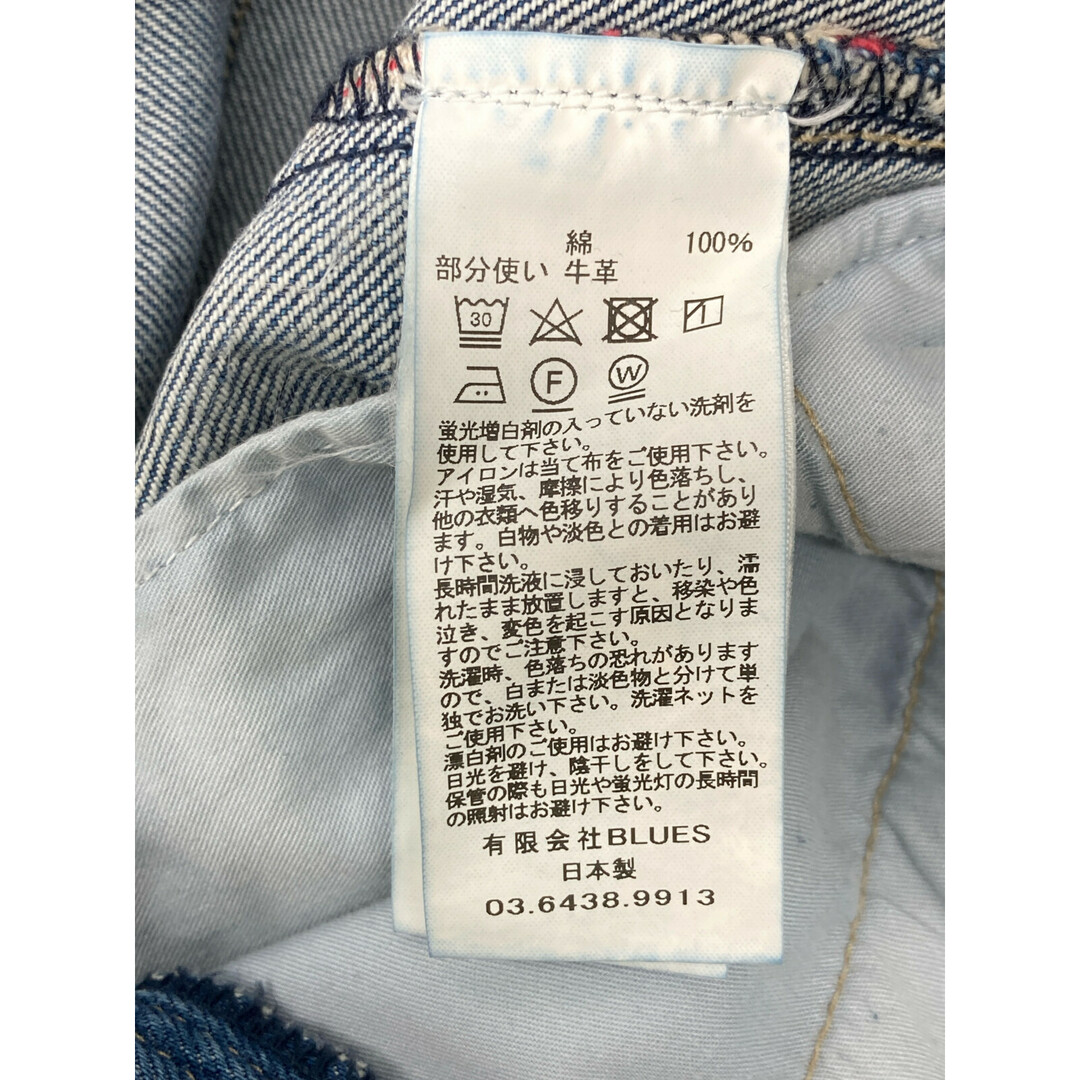 綿 100%
部分使い 牛革
30
F W
蛍光増白剤の入っていない洗剤を
使用して下さい。
アイロンは当て布をご使用下さい。
汗や湿気、摩擦により色落ちし、
他の衣類へ色移りすることがあり
ます。白物や淡色との着用はお避
け下さい。
長時間洗液に浸しておいたり、濡
れたまま放置しますと、移染や色
泣き、変色を起こす原因となりま
すのでご注意下さい。
洗濯時、色落ちの恐れがあります
ので、白または淡色物と分けて単
独でお洗い下さい。洗濯ネットを
ご使用下さい。
漂白剤のご使用はお避け下さい。
日光を避け、陰干しをして下さい。
保管の際も日光や蛍光灯の長時間
の照射はお避け下さい。
有限会社BLUES
日本製
03.6438.9913